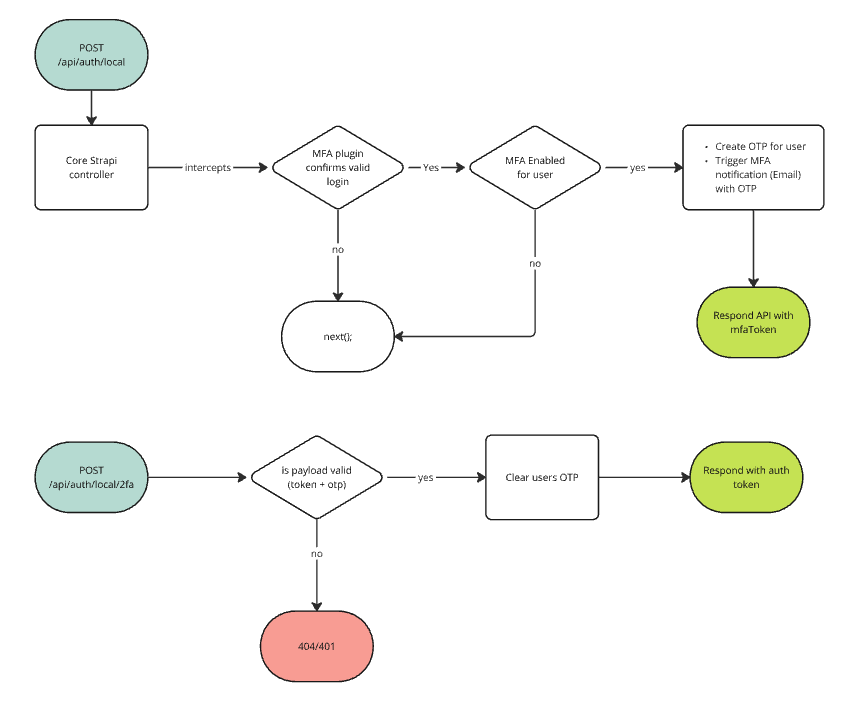 POST
/api/auth/local
Core Strapi
controller
intercepts
MFA plugin
confirms valid
login
Yes
MFA Enabled
for user
yes
• Create OTP for user
• Trigger MFA
notification (Email)
with OTP
no
no
next();
Respond API with
mfaToken
POST
/api/auth/local/2fa
is payload valid
(token + otp)
yes
Clear users OTP
Respond with auth
token
no
404/401